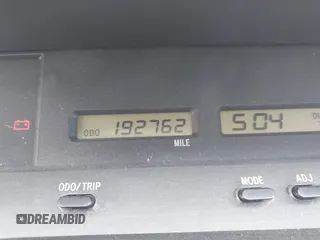 ODO 192762 504
MILE
ODO/TRIP MODE ADJ
DREAMBID